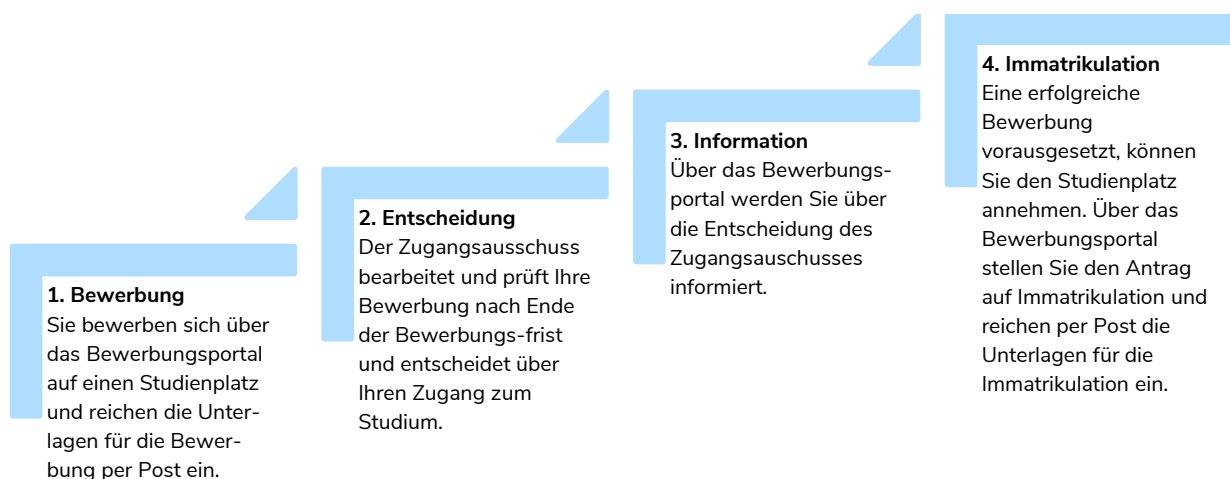 1. Bewerbung
Sie bewerben sich über
das Bewerbungsportal
auf einen Studienplatz
und reichen die Unter-
lagen für die Bewer-
bung per Post ein.
2. Entscheidung
Der Zugangsausschuss
bearbeitet und prüft Ihre
Bewerbung nach Ende
der Bewerbungs-frist
und entscheidet über
Ihren Zugang zum
Studium.
3. Information
Über das Bewerbungs-
portal werden Sie über
die Entscheidung des
Zugangsauschusses
informiert.
4. Immatrikulation
Eine erfolgreiche
Bewerbung
vorausgesetzt, können
Sie den Studienplatz
annehmen. Über das
Bewerbungsportal
stellen Sie den Antrag
auf Immatrikulation und
reichen per Post die
Unterlagen für die
Immatrikulation ein.